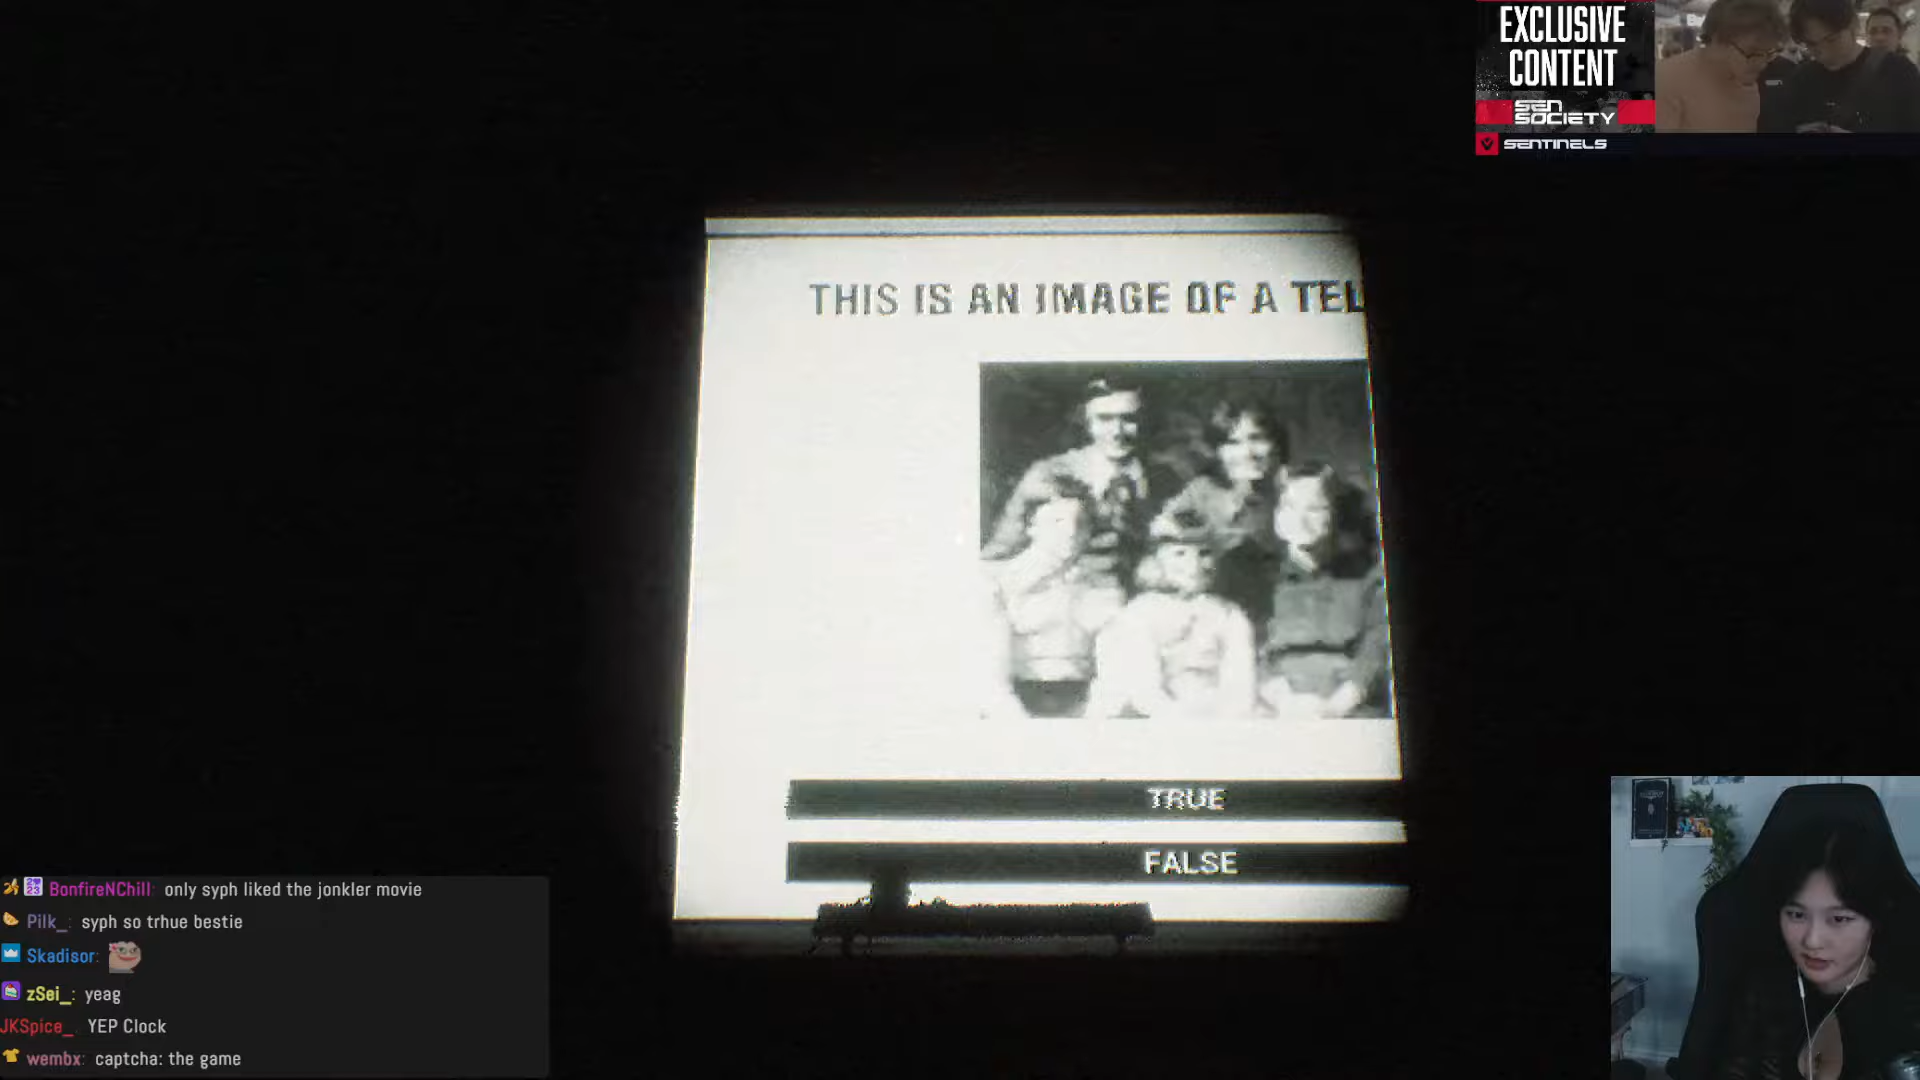 EXCLUSIVE
CONTENT
SEN
SOCIETY
SENTINELS
THIS IS AN IMAGE OF A TEL
TRUE
FALSE
BonfireNChill: only syph liked the jonkler movie
Pilk_: syph so trhue bestie
Skadisor:
zSei_: yeag
JKSpice_ YEP Clock
wembx: captcha: the game